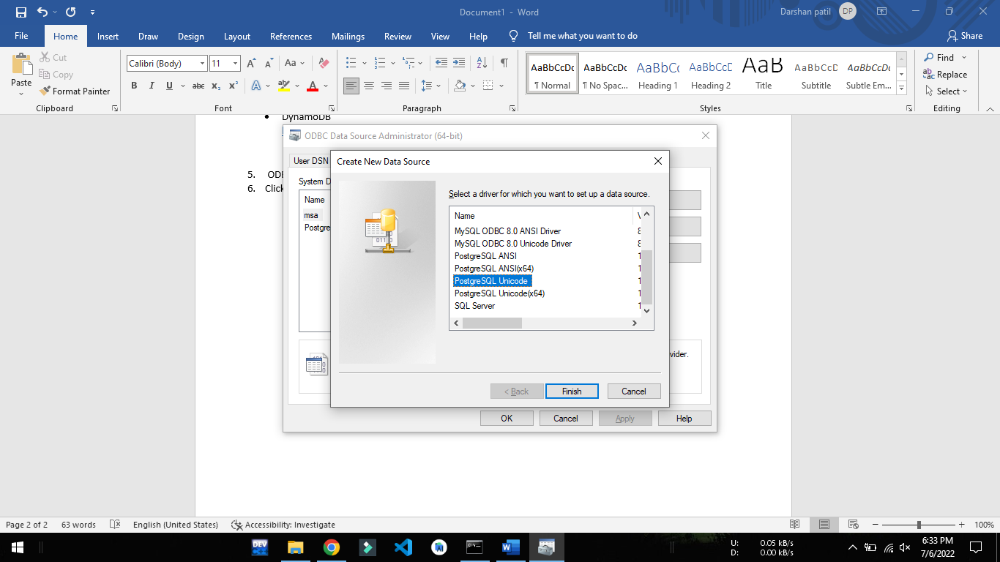 Document1 - Word
Darshan patil DP
File Home Insert Draw Design Layout References Mailings Review View Help Tell me what you want to do Share
Paste
Cut
Copy
Format Painter
Clipboard
Calibri (Body) 11 Aa
B I U abc x₂ x² A ab A
Font
Paragraph
AaBbCcDc AaBbCcDc AaBbCc AaBbCcD AaB AaBbCcD AaBbCcDc
¶ Normal ¶ No Spac... Heading 1 Heading 2 Title Subtitle Subtle Em...
Styles
Find
Replace
Select
Editing
• DynamoDB
5. ODB
6. Click
ODBC Data Source Administrator (64-bit)
User DSN
System D
Name
msa
Postgre
vider.
OK Cancel Apply Help
Create New Data Source
Select a driver for which you want to set up a data source.
Name
MySQL ODBC 8.0 ANSI Driver 8
MySQL ODBC 8.0 Unicode Driver 8
PostgreSQL ANSI 1
PostgreSQL ANSI(x64) 1
PostgreSQL Unicode 1
PostgreSQL Unicode(x64) 1
SQL Server 1
< Back Finish Cancel
Page 2 of 2 63 words English (United States) Accessibility: Investigate 100%
DEV
U: 0.05 kB/s
D: 0.00 kB/s
6:33 PM
7/6/2022